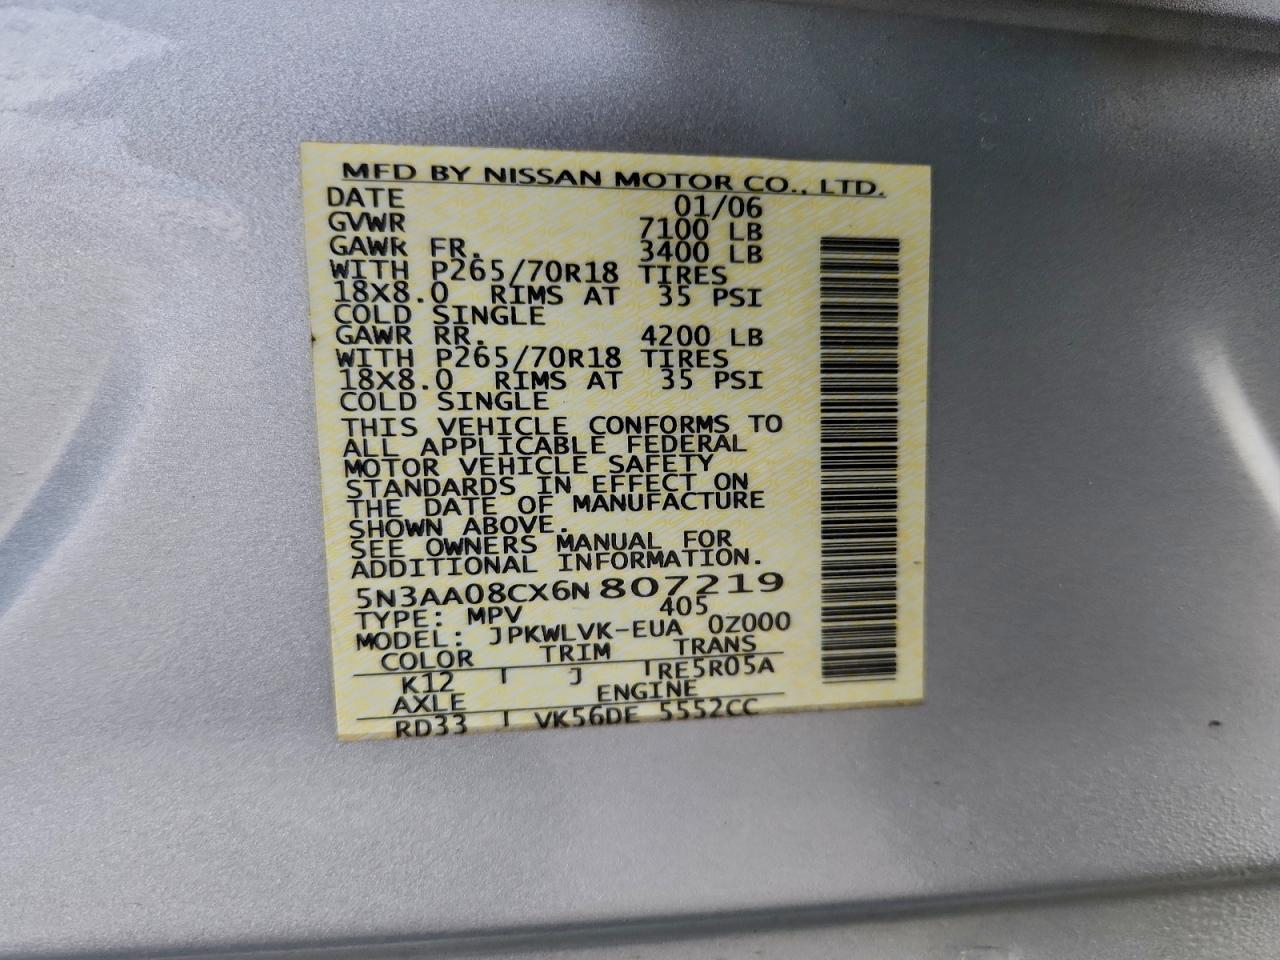 MFD BY NISSAN MOTOR CO., LTD.
DATE 01/06
GVWR 7100 LB
GAWR FR. 3400 LB
WITH P265/70R18 TIRES
18X8.0 RIMS AT 35 PSI
COLD SINGLE
GAWR RR. 4200 LB
WITH P265/70R18 TIRES
18X8.0 RIMS AT 35 PSI
COLD SINGLE
THIS VEHICLE CONFORMS TO
ALL APPLICABLE FEDERAL
MOTOR VEHICLE SAFETY
STANDARDS IN EFFECT ON
THE DATE OF MANUFACTURE
SHOWN ABOVE.
SEE OWNERS MANUAL FOR
ADDITIONAL INFORMATION.
5N3AA08CX6N807219
TYPE: MPV 405
MODEL: JPKWLVK-EUA 0Z000
COLOR TRIM TRANS
K12 J RE5R05A
AXLE ENGINE
RD33 VK56DE 5552CC